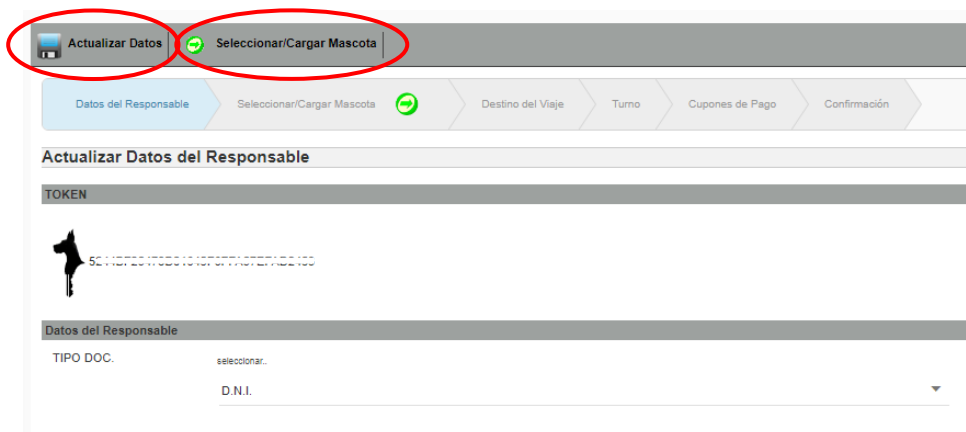 Actualizar Datos Seleccionar/Cargar Mascota
Datos del Responsable Seleccionar/Cargar Mascota Destino del Viaje Turno Cupones de Pago Confirmación
Actualizar Datos del Responsable
TOKEN
Datos del Responsable
TIPO DOC. seleccionar..
D.N.I.